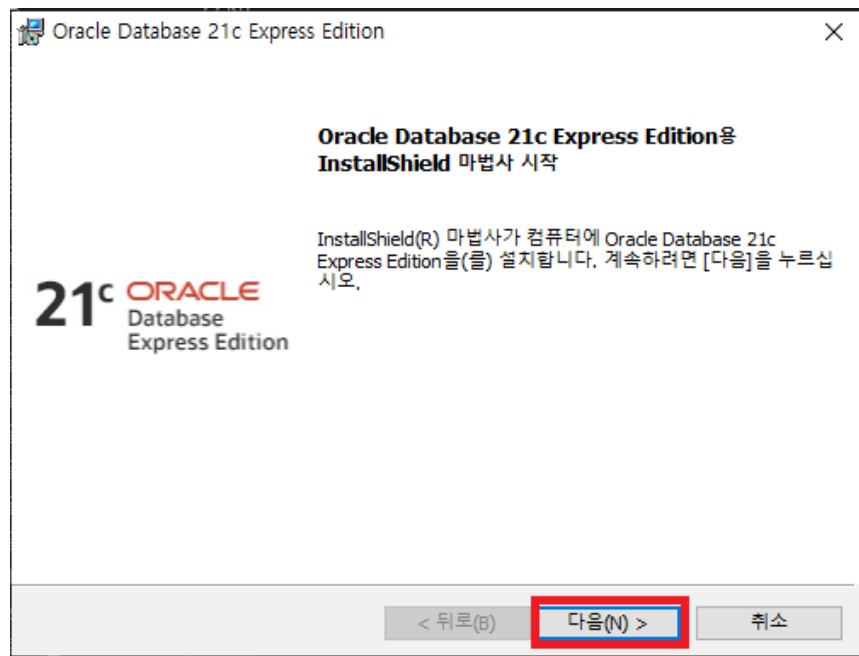 Oracle Database 21c Express Edition
Oracle Database 21c Express Edition용
InstallShield 마법사 시작
InstallShield(R) 마법사가 컴퓨터에 Oracle Database 21c
Express Edition을(를) 설치합니다. 계속하려면 [다음]을 누르십
시오.
21c ORACLE
Database
Express Edition
< 뒤로(B)
다음(N) >
취소